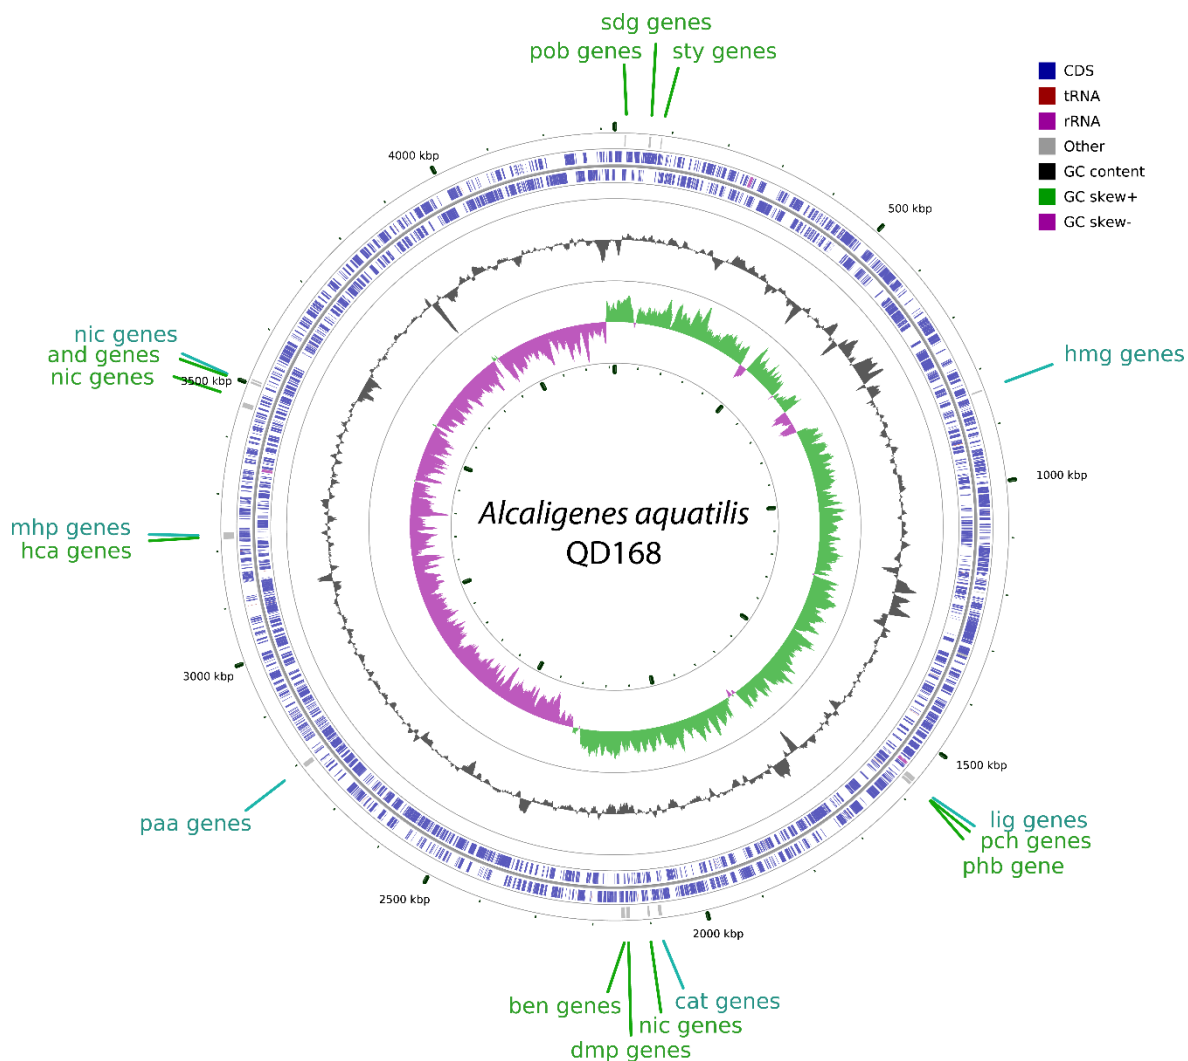 sdg genes
pob genes
sty genes
CDS
tRNA
rRNA
Other
GC content
GC skew+
GC skew-
4000 kbp
500 kbp
nic genes
and genes
nic genes
3500 kbp
hmg genes
1000 kbp
mhp genes
hca genes
Alcaligenes aquatilis
QD168
3000 kbp
1500 kbp
paa genes
lig genes
pch genes
phb gene
2500 kbp
2000 kbp
ben genes
cat genes
nic genes
dmp genes